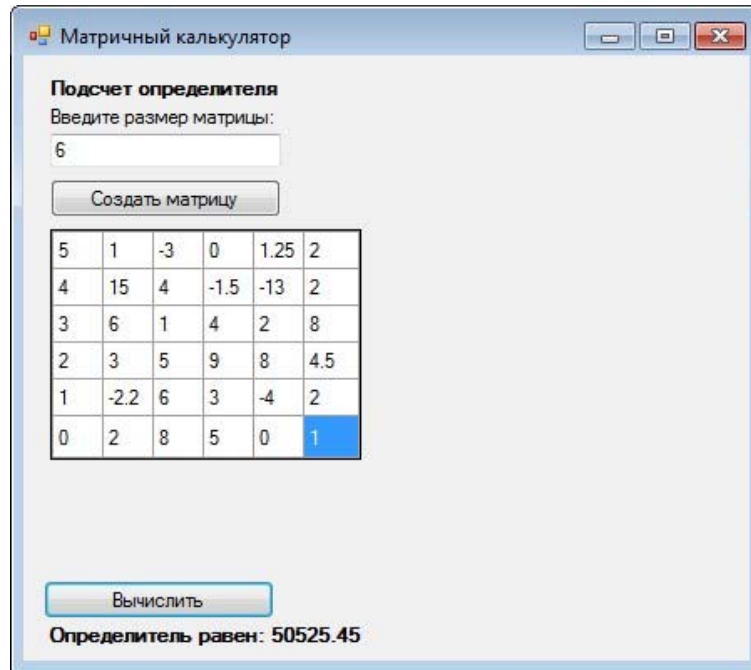 Матричный калькулятор
Подсчет определителя
Введите размер матрицы:
6
Создать матрицу
5 1 -3 0 1.25 2
4 15 4 -1.5 -13 2
3 6 1 4 2 8
2 3 5 9 8 4.5
1 -2.2 6 3 -4 2
0 2 8 5 0 1
Вычислить
Определитель равен: 50525.45